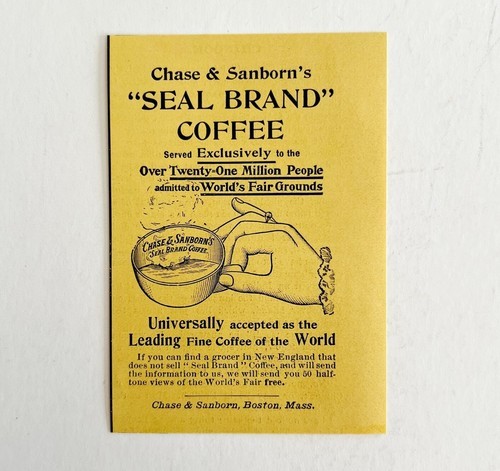 Chase & Sanborn's
"SEAL BRAND"
COFFEE
Served Exclusively to the
Over Twenty-One Million People
admitted to World's Fair Grounds
CHASE & SANBORN'S
SEAL BRAND COFFEE.
Universally accepted as the
Leading Fine Coffee of the World
If you can find a grocer in New England that
does not sell "Seal Brand" Coffee, and will send
the information to us, we will send you 50 half-
tone views of the World's Fair free.
Chase & Sanborn, Boston, Mass.